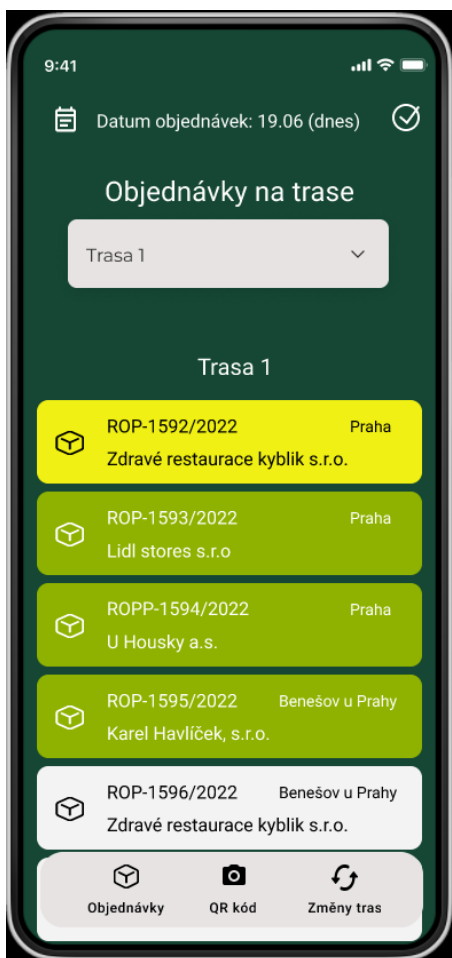 9:41
Datum objednávek: 19.06 (dnes)
Objednávky na trase
Trasa 1
Trasa 1
ROP-1592/2022 Praha
Zdravé restaurace kyblik s.r.o.
ROP-1593/2022 Praha
Lidl stores s.r.o
ROPP-1594/2022 Praha
U Housky a.s.
ROP-1595/2022 Benešov u Prahy
Karel Havlíček, s.r.o.
ROP-1596/2022 Benešov u Prahy
Zdravé restaurace kyblik s.r.o.
Objednávky QR kód Změny tras